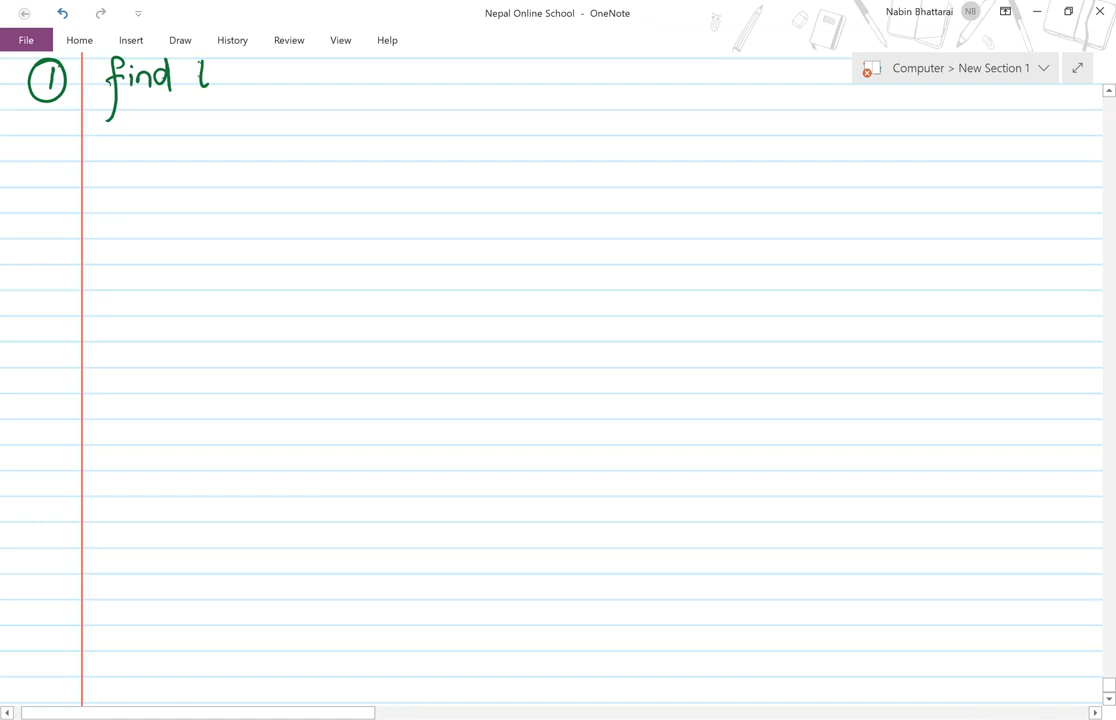 Nepal Online School - OneNote
Nabin Bhattarai NB
File Home Insert Draw History Review View Help
Computer > New Section 1
① find